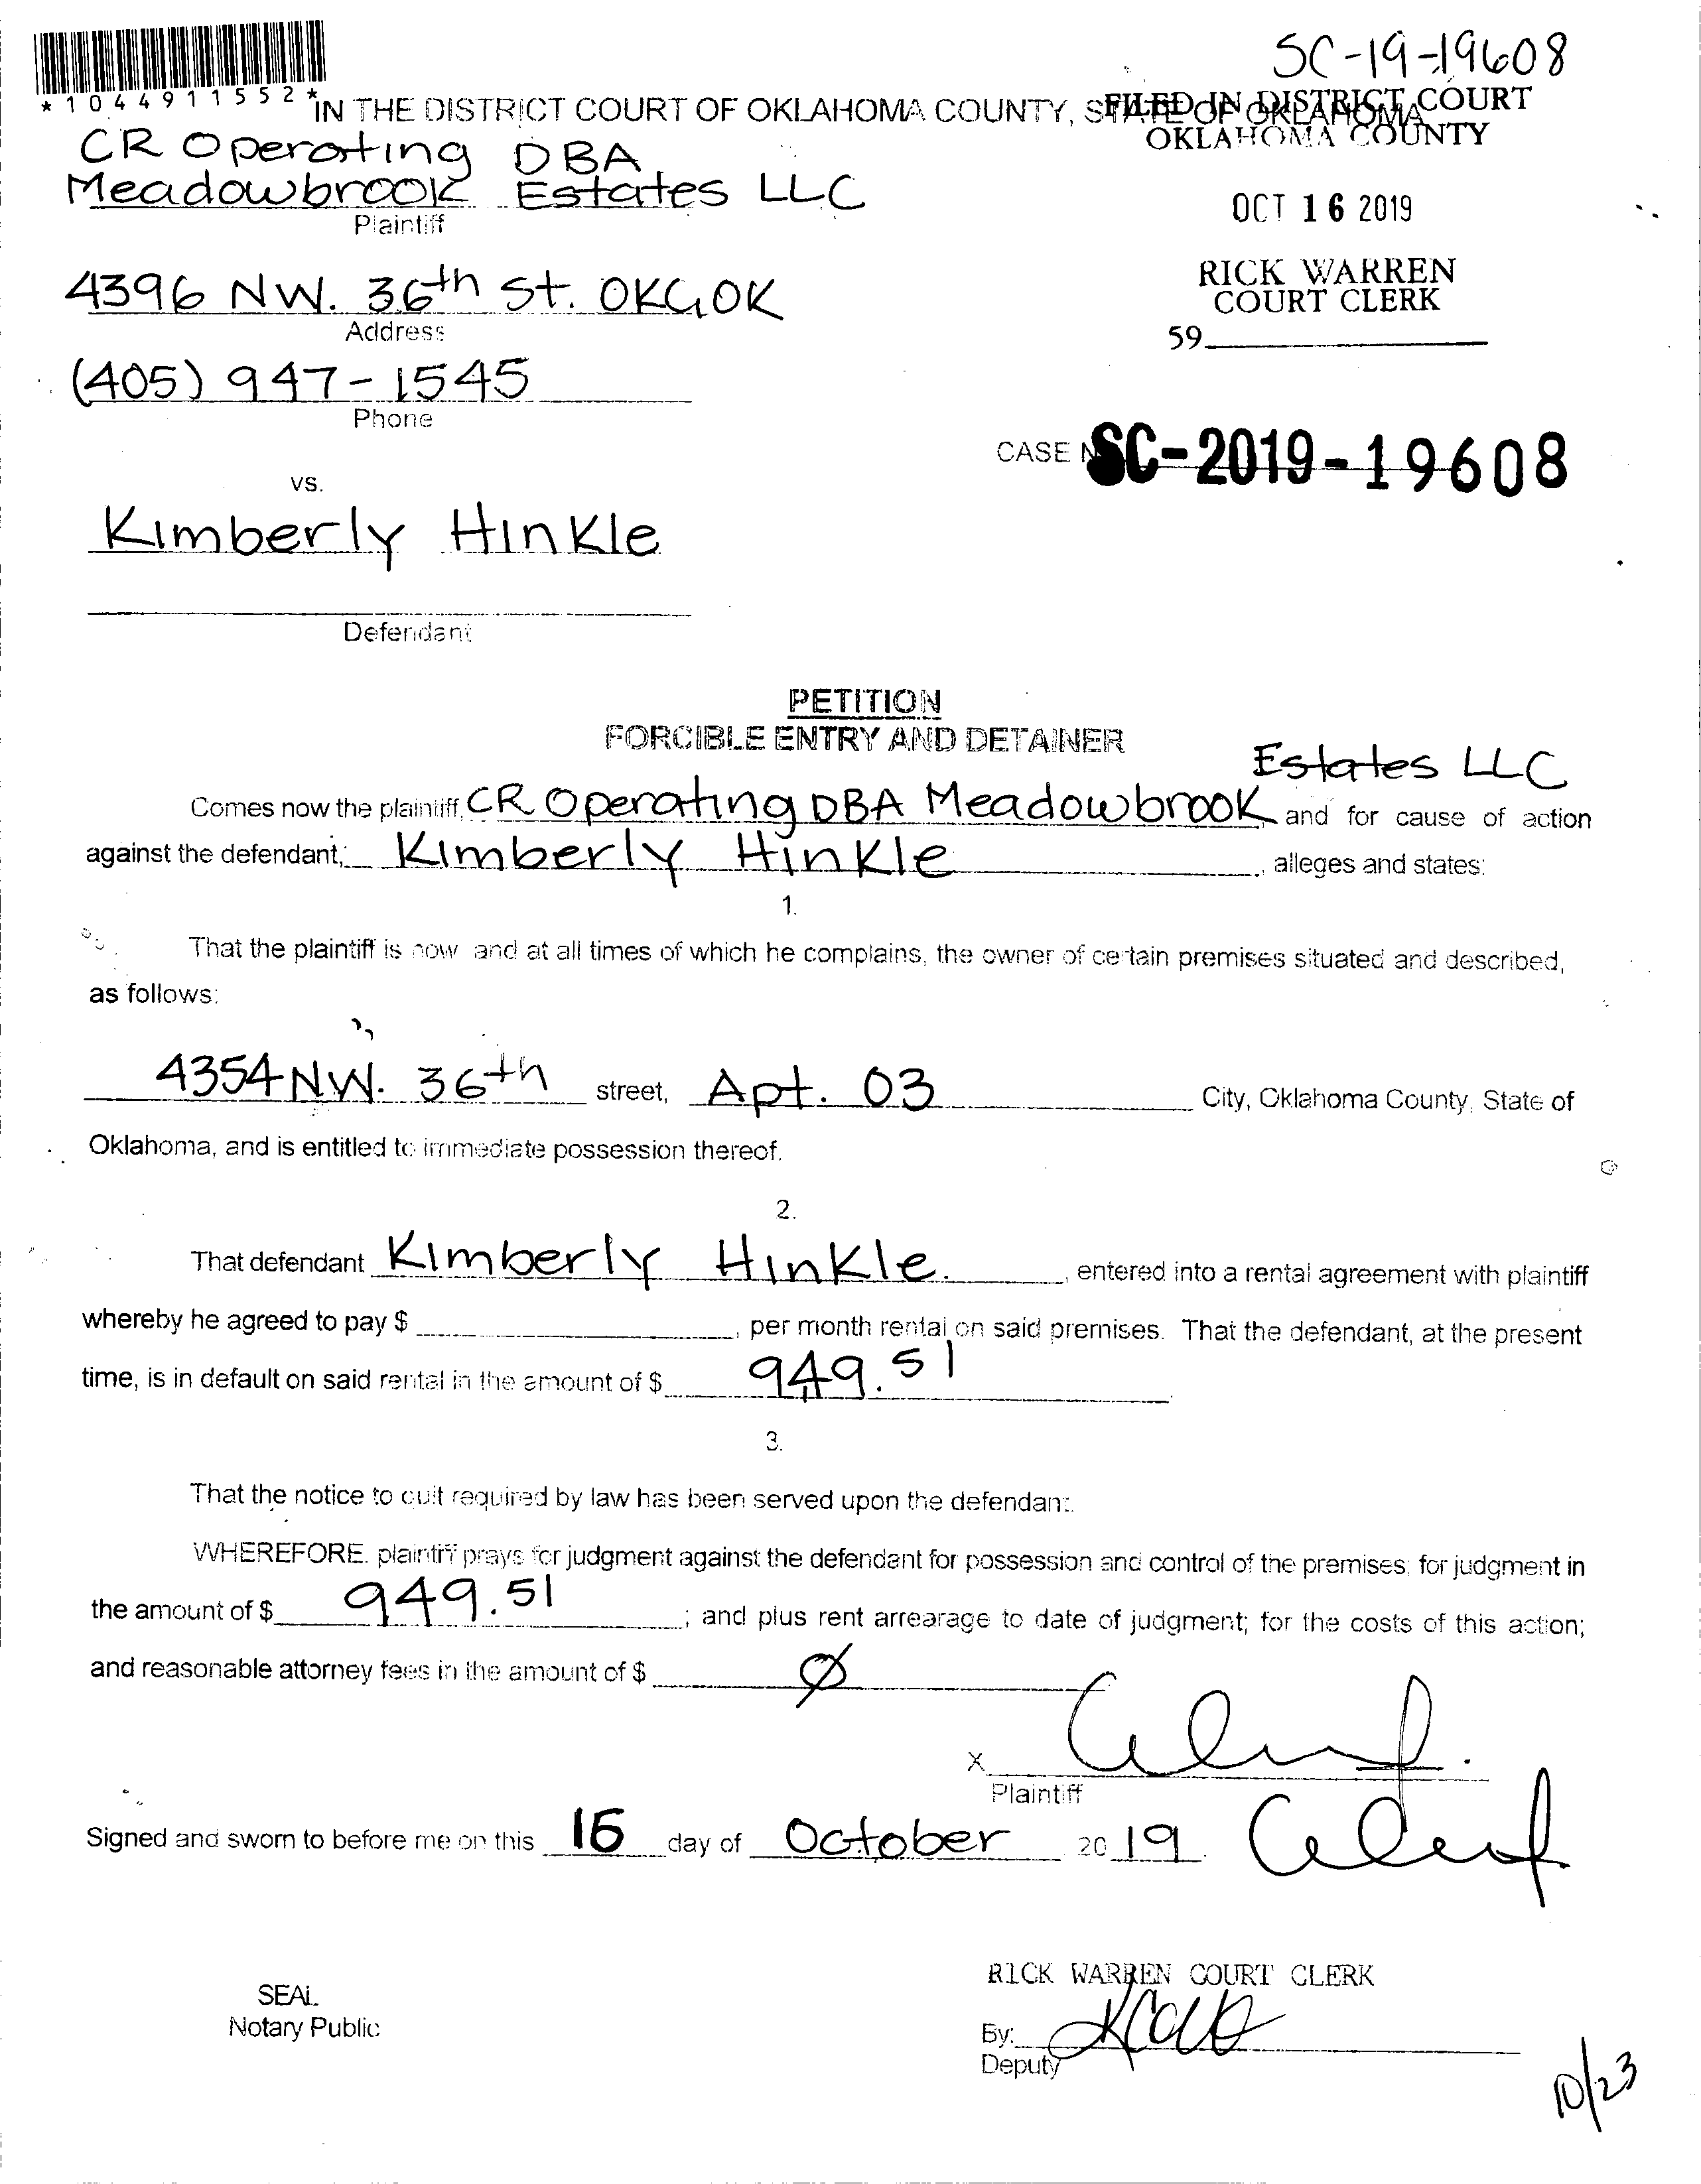 SC-19-19608
*1044911552*
IN THE DISTRICT COURT OF OKLAHOMA COUNTY, STATE OF OKLAHOMA
FILED IN DISTRICT COURT
OKLAHOMA COUNTY
CR Operating DBA
Meadowbrook Estates LLC
Plaintiff
OCT 16 2019
4396 NW. 36th St. OKC, OK
Address
RICK WARREN
COURT CLERK
59
(405) 947-1545
Phone
CASE N SC-2019-19608
vs.
Kimberly Hinkle
Defendant
PETITION
FORCIBLE ENTRY AND DETAINER
Estates LLC
Comes now the plaintiff, CR Operating DBA Meadowbrook, and for cause of action
against the defendant, Kimberly Hinkle, alleges and states:
1.
That the plaintiff is now and at all times of which he complains, the owner of certain premises situated and described,
as follows:
4354 NW. 36th street, Apt. 03 City, Oklahoma County, State of
Oklahoma, and is entitled to immediate possession thereof.
2.
That defendant Kimberly Hinkle, entered into a rental agreement with plaintiff
whereby he agreed to pay $ , per month rental on said premises. That the defendant, at the present
time, is in default on said rental in the amount of $ 949.51
3.
That the notice to quit required by law has been served upon the defendant.
WHEREFORE, plaintiff prays for judgment against the defendant for possession and control of the premises; for judgment in
the amount of $ 949.51 ; and plus rent arrearage to date of judgment; for the costs of this action;
and reasonable attorney fees in the amount of $ Ø
X
Plaintiff
Signed and sworn to before me on this 16 day of October 20 19.
RICK WARREN COURT CLERK
SEAL
Notary Public
By:
Deputy
10/23